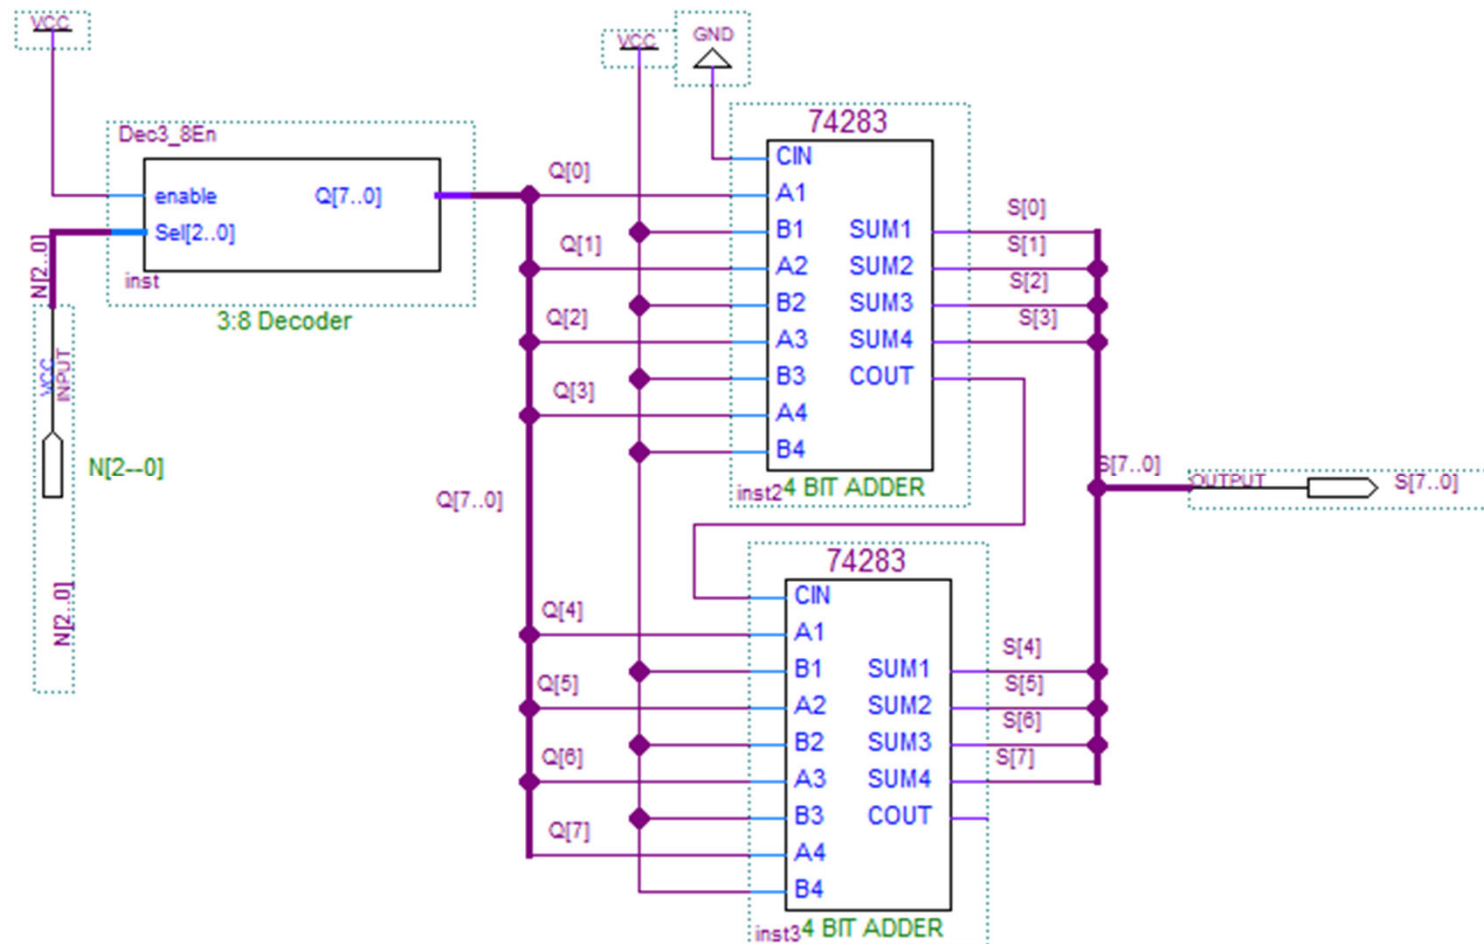 VCC
VCC
GND
Dec3_8En
enable
Q[7..0]
Sel[2..0]
inst
3:8 Decoder
N[2..0]
VCC
INPUT
N[2--0]
N[2..0]
Q[0]
Q[1]
Q[2]
Q[3]
Q[7..0]
Q[4]
Q[5]
Q[6]
Q[7]
74283
CIN
A1
B1
SUM1
A2
SUM2
B2
SUM3
A3
SUM4
B3
COUT
A4
B4
inst2
4 BIT ADDER
S[0]
S[1]
S[2]
S[3]
S[7..0]
OUTPUT
S[7..0]
74283
CIN
A1
B1
SUM1
A2
SUM2
B2
SUM3
A3
SUM4
B3
COUT
A4
B4
inst3
4 BIT ADDER
S[4]
S[5]
S[6]
S[7]